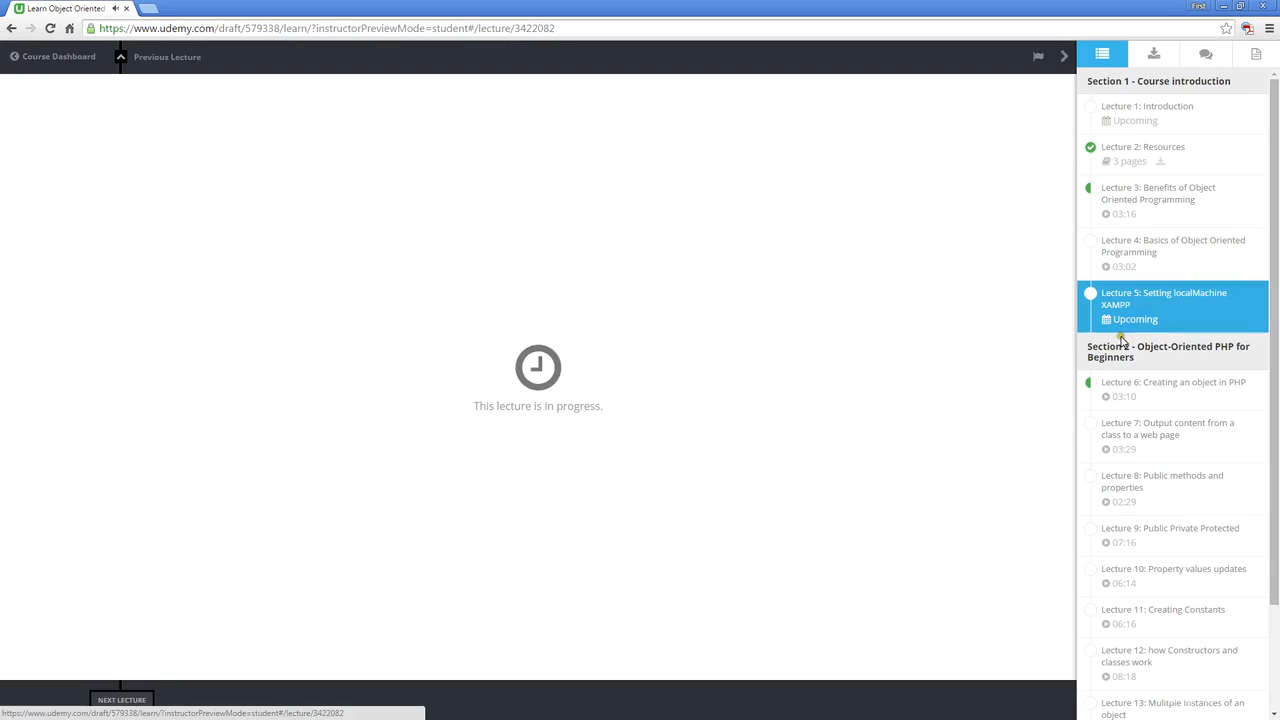 Learn Object Oriented
First
https://www.udemy.com/draft/579338/learn/?instructorPreviewMode=student#/lecture/3422082
Course Dashboard
Previous Lecture
This lecture is in progress.
NEXT LECTURE
https://www.udemy.com/draft/579338/learn/?instructorPreviewMode=student#/lecture/3422082
Section 1 - Course introduction
Lecture 1: Introduction
Upcoming
Lecture 2: Resources
3 pages
Lecture 3: Benefits of Object
Oriented Programming
03:16
Lecture 4: Basics of Object Oriented
Programming
03:02
Lecture 5: Setting localMachine
XAMPP
Upcoming
Section 2 - Object-Oriented PHP for
Beginners
Lecture 6: Creating an object in PHP
03:10
Lecture 7: Output content from a
class to a web page
03:29
Lecture 8: Public methods and
properties
02:29
Lecture 9: Public Private Protected
07:16
Lecture 10: Property values updates
06:14
Lecture 11: Creating Constants
06:16
Lecture 12: how Constructors and
classes work
08:18
Lecture 13: Mulitple Instances of an
object